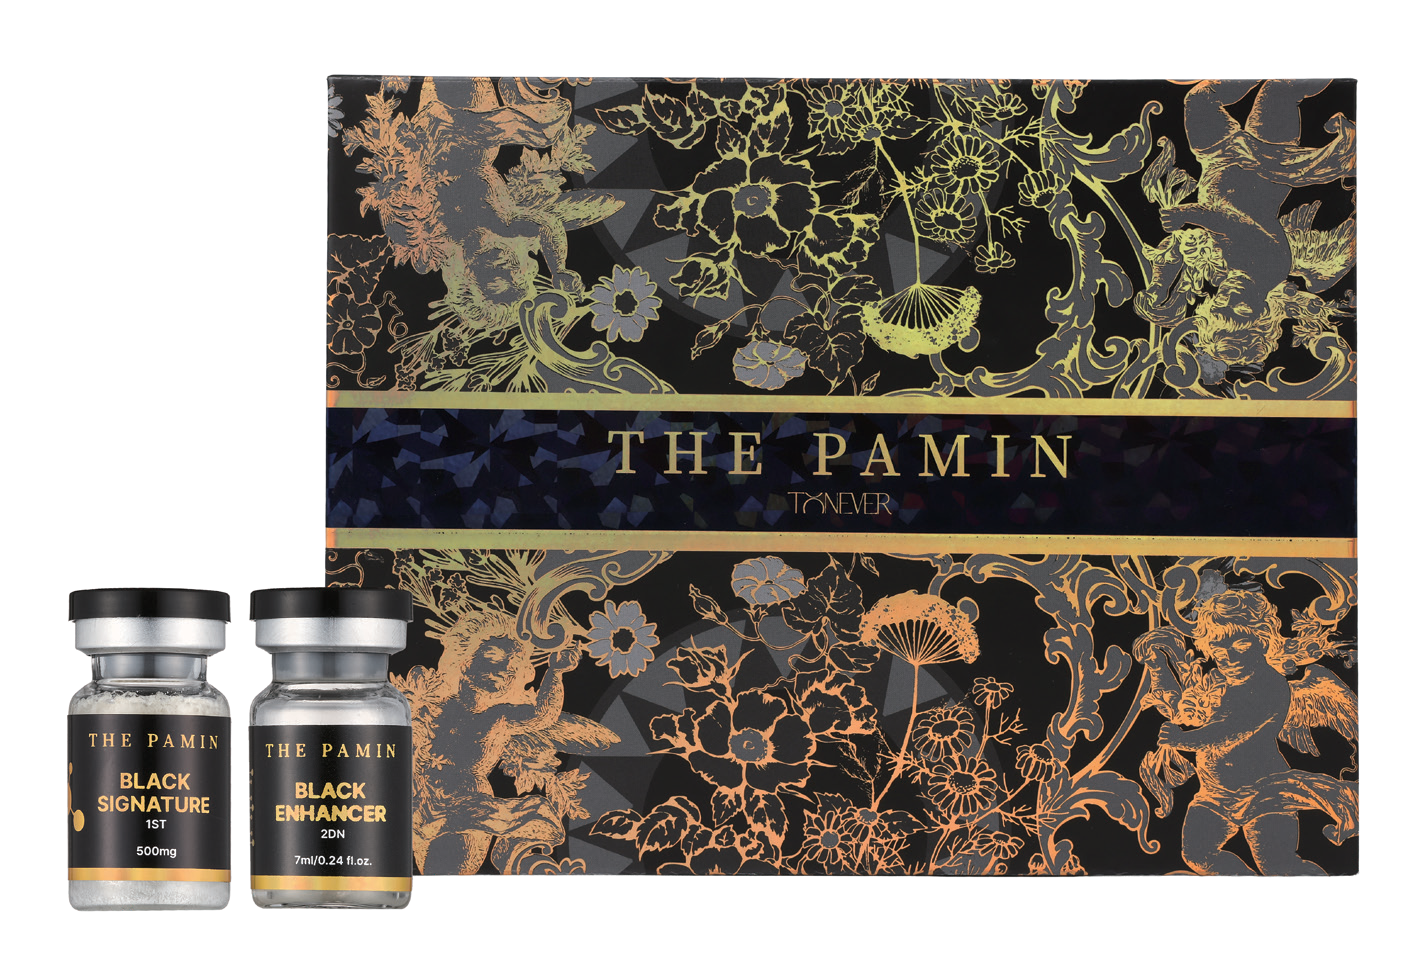 THE PAMIN
TONEVER
THE PAMIN
BLACK
SIGNATURE
1ST
500mg
THE PAMIN
BLACK
ENHANCER
2DN
7ml/0.24 fl.oz.